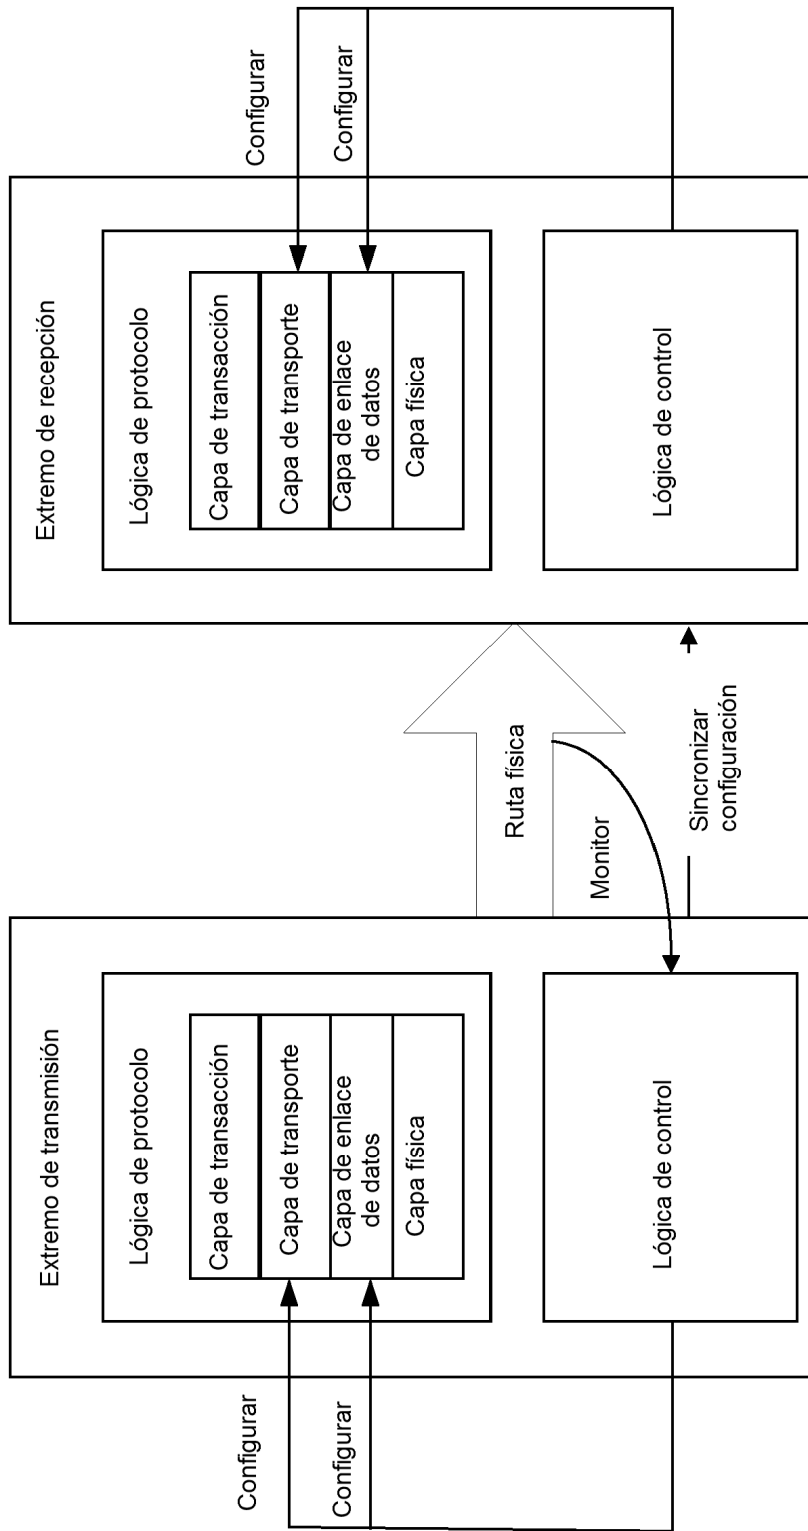 Extremo de transmisión
Lógica de protocolo
Capa de transacción
Capa de transporte
Capa de enlace
de datos
Capa física
Lógica de control
Configurar
Configurar
Ruta física
Monitor
Sincronizar
configuración
Extremo de recepción
Lógica de protocolo
Capa de transacción
Capa de transporte
Capa de enlace
de datos
Capa física
Lógica de control
Configurar
Configurar